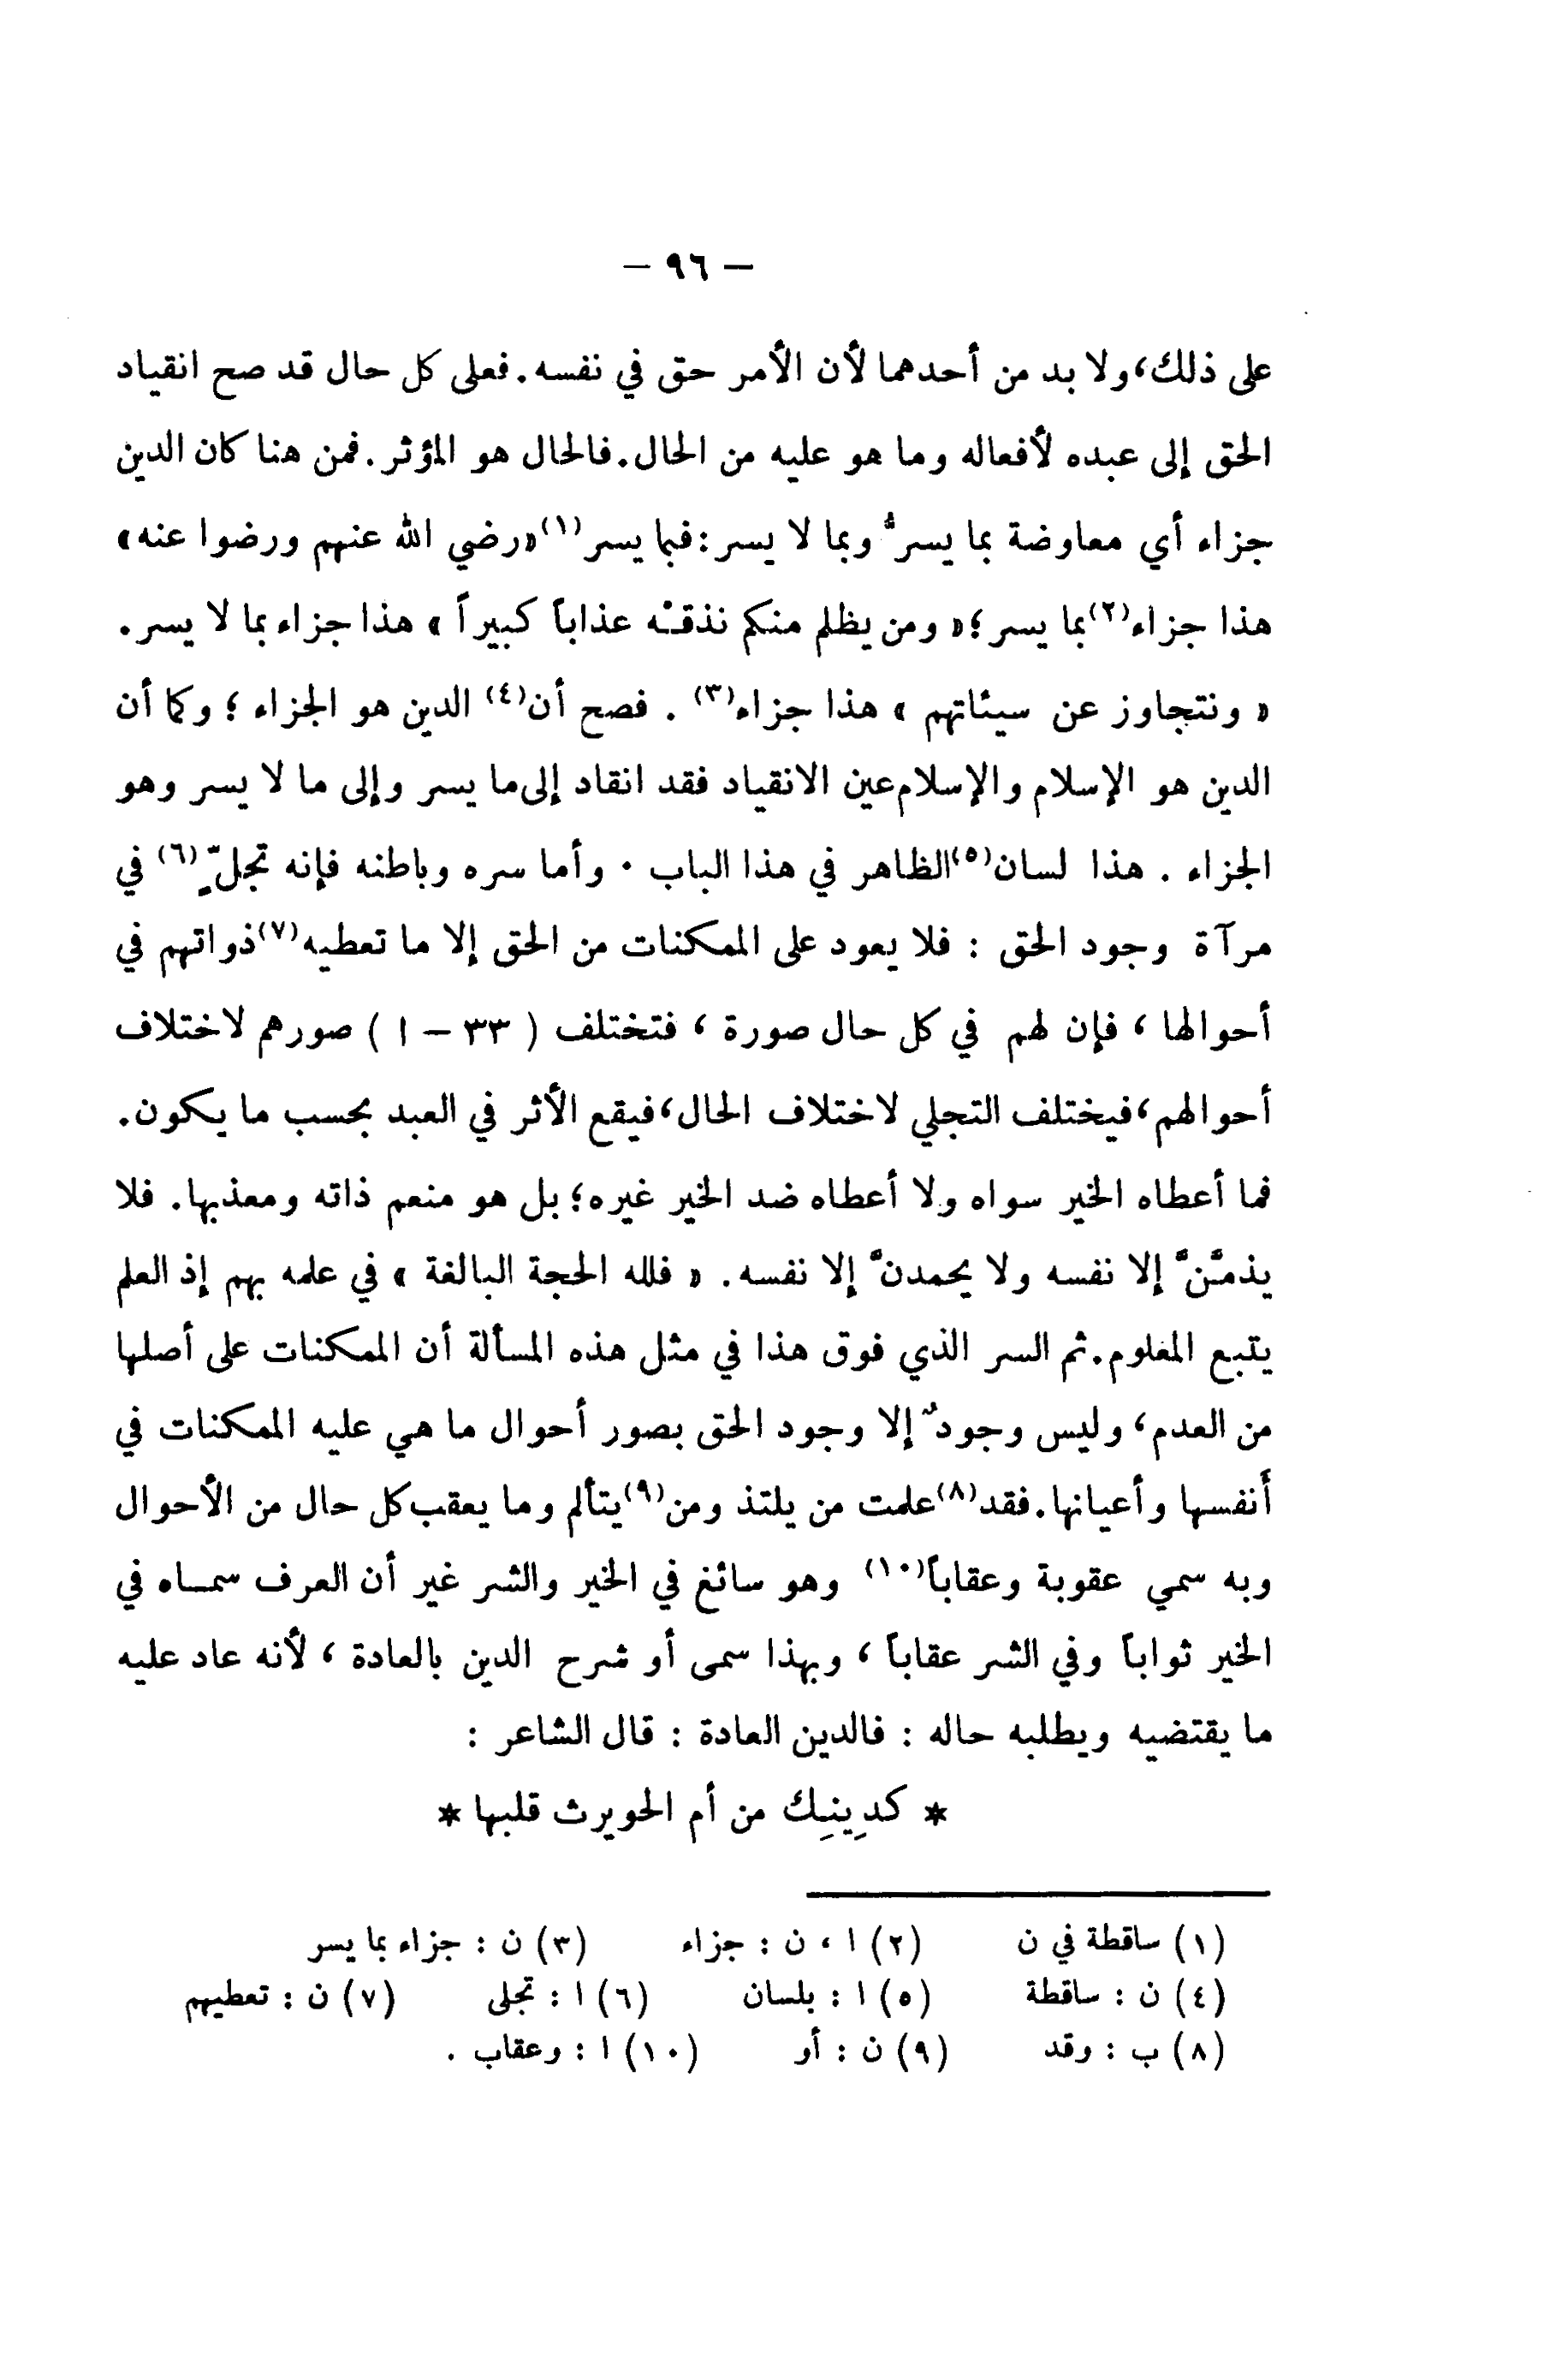 — ٩٦ —
على ذلك، ولا بد من أحدهما لأن الأمر حق في نفسه. فعلى كل حال قد صح انقياد
الحق إلى عبده لأفعاله وما هو عليه من الحال. فالحال هو المؤثر. فمن هنا كان الدين
جزاء أي معاوضة بما يسرُّ وبما لا يسر: فبما يسر(١) «رضي الله عنهم ورضوا عنه»
هذا جزاء(٢) بما يسر؛ «ومن يظلم منكم نذقـْه عذاباً كبيراً» هذا جزاء بما لا يسر.
«ونتجاوز عن سيئاتهم» هذا جزاء(٣) . فصح أن(٤) الدين هو الجزاء؛ وكما أن
الدين هو الإسلام والإسلام عين الانقياد فقد انقاد إلى ما يسر وإلى ما لا يسر وهو
الجزاء . هذا لسان(٥) الظاهر في هذا الباب . وأما سره وباطنه فإنه تجلٍّ(٦) في
مرآة وجود الحق : فلا يعود على الممكنات من الحق إلا ما تعطيه(٧) ذواتهم في
أحوالها ، فإن لهم في كل حال صورة ، فتختلف ( ٣٣ – ا ) صورهم لاختلاف
أحوالهم، فيختلف التجلي لاختلاف الحال، فيقع الأثر في العبد بحسب ما يكون.
فما أعطاه الخير سواه ولا أعطاه ضد الخير غيره؛ بل هو منعم ذاته ومعذبها. فلا
يذمَّنَّ إلا نفسه ولا يحمدنَّ إلا نفسه. «فلله الحجة البالغة» في علمه بهم إذ العلم
يتبع المعلوم. ثم السر الذي فوق هذا في مثل هذه المسألة أن الممكنات على أصلها
من العدم، وليس وجودٌ إلا وجود الحق بصور أحوال ما هي عليه الممكنات في
أنفسها وأعيانها. فقد(٨) علمت من يلتذ ومن(٩) يتألم وما يعقب كل حال من الأحوال
وبه سمي عقوبة وعقاباً(١٠) وهو سائغ في الخير والشر غير أن العرف سماه في
الخير ثواباً وفي الشر عقاباً ، وبهذا سمى أو شرح الدين بالعادة ، لأنه عاد عليه
ما يقتضيه ويطلبه حاله : فالدين العادة : قال الشاعر :
* كدِينِك من أم الحويرث قلبها *
(١) ساقطة في ن (٢) ا ، ن : جزاء (٣) ن : جزاء بما يسر
(٤) ن : ساقطة (٥) ا : بلسان (٦) ا : تجلى (٧) ن : تعطيهم
(٨) ب : وقد (٩) ن : أو (١٠) ا : وعقاب .